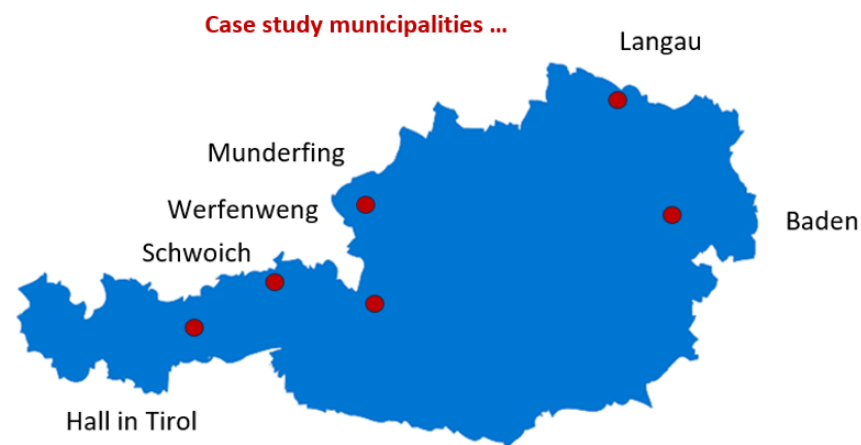 Case study municipalities ...
Langau
Munderfing
Werfenweng
Baden
Schwoich
Hall in Tirol